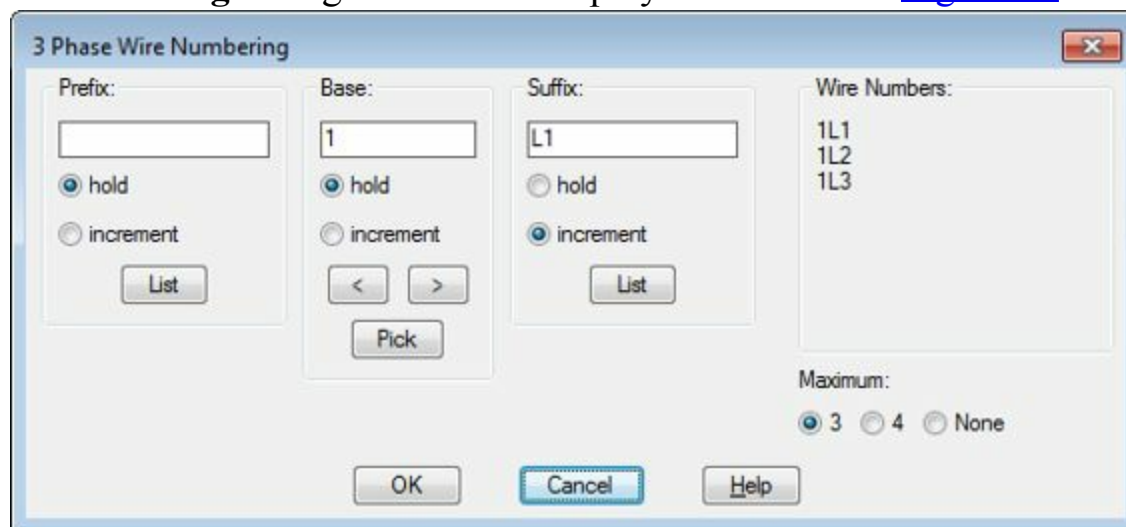 3 Phase Wire Numbering
Prefix:
hold
increment
List
Base:
1
hold
increment
< >
Pick
Suffix:
L1
hold
increment
List
Wire Numbers:
1L1
1L2
1L3
Maximum:
3 4 None
OK Cancel Help